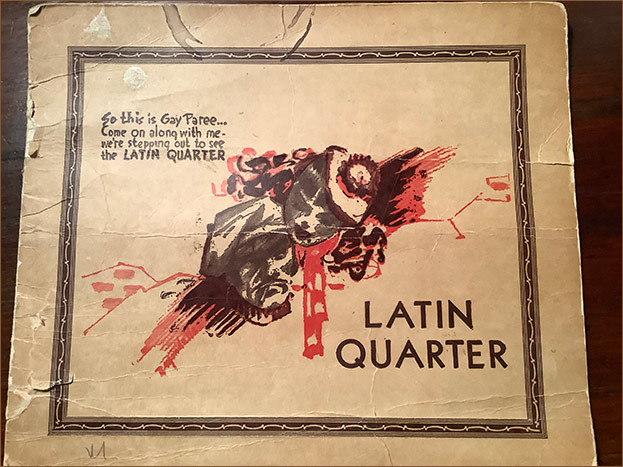 So this is Gay Paree...
Come on along with me-
we're stepping out to see
the LATIN QUARTER
LATIN
QUARTER